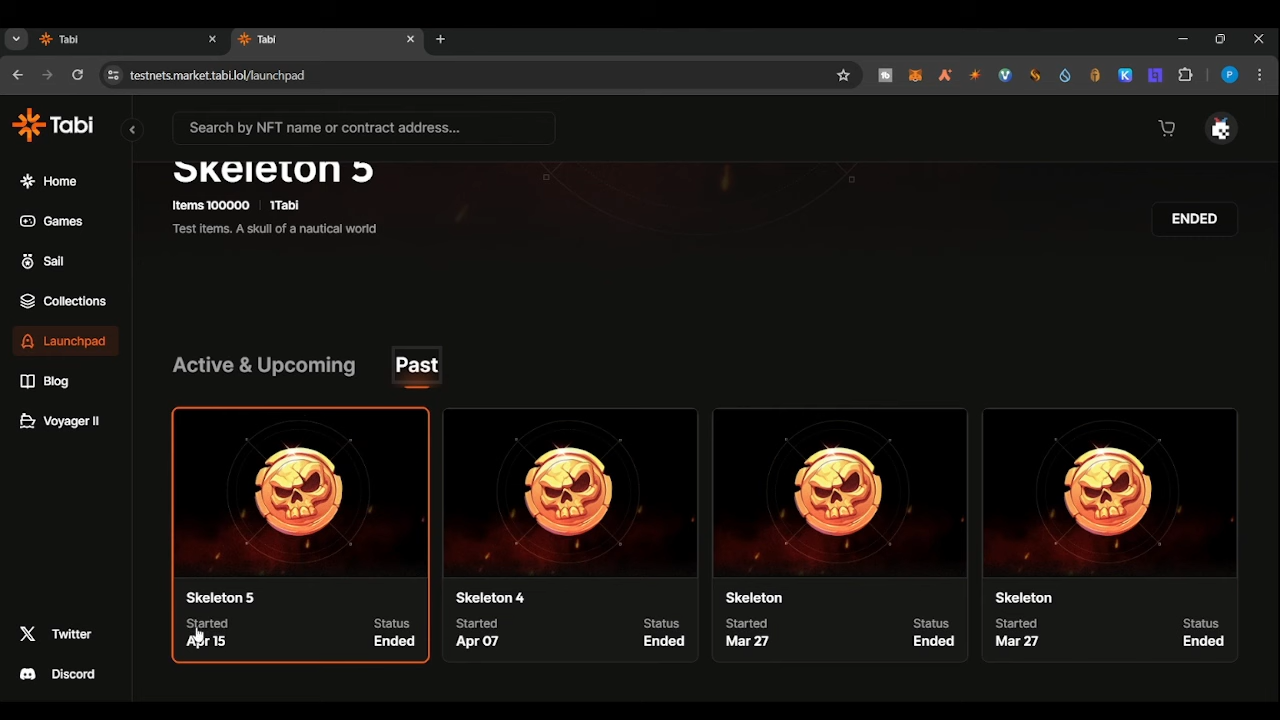 Tabi
Tabi
testnets.market.tabi.lol/launchpad
P
Tabi
Search by NFT name or contract address...
Home
Games
Sail
Collections
Launchpad
Blog
Voyager II
Twitter
Discord
Skeleton 5
Items 100000 1Tabi
Test items. A skull of a nautical world
ENDED
Active & Upcoming Past
Skeleton 5
Started Status
Apr 15 Ended
Skeleton 4
Started Status
Apr 07 Ended
Skeleton
Started Status
Mar 27 Ended
Skeleton
Started Status
Mar 27 Ended